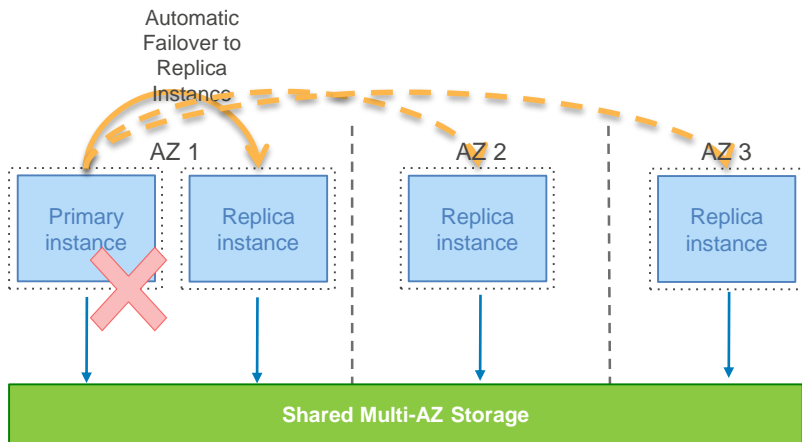 Automatic
Failover to
Replica
Instance
AZ 1
AZ 2
AZ 3
Primary
instance
Replica
instance
Replica
instance
Replica
instance
Shared Multi-AZ Storage